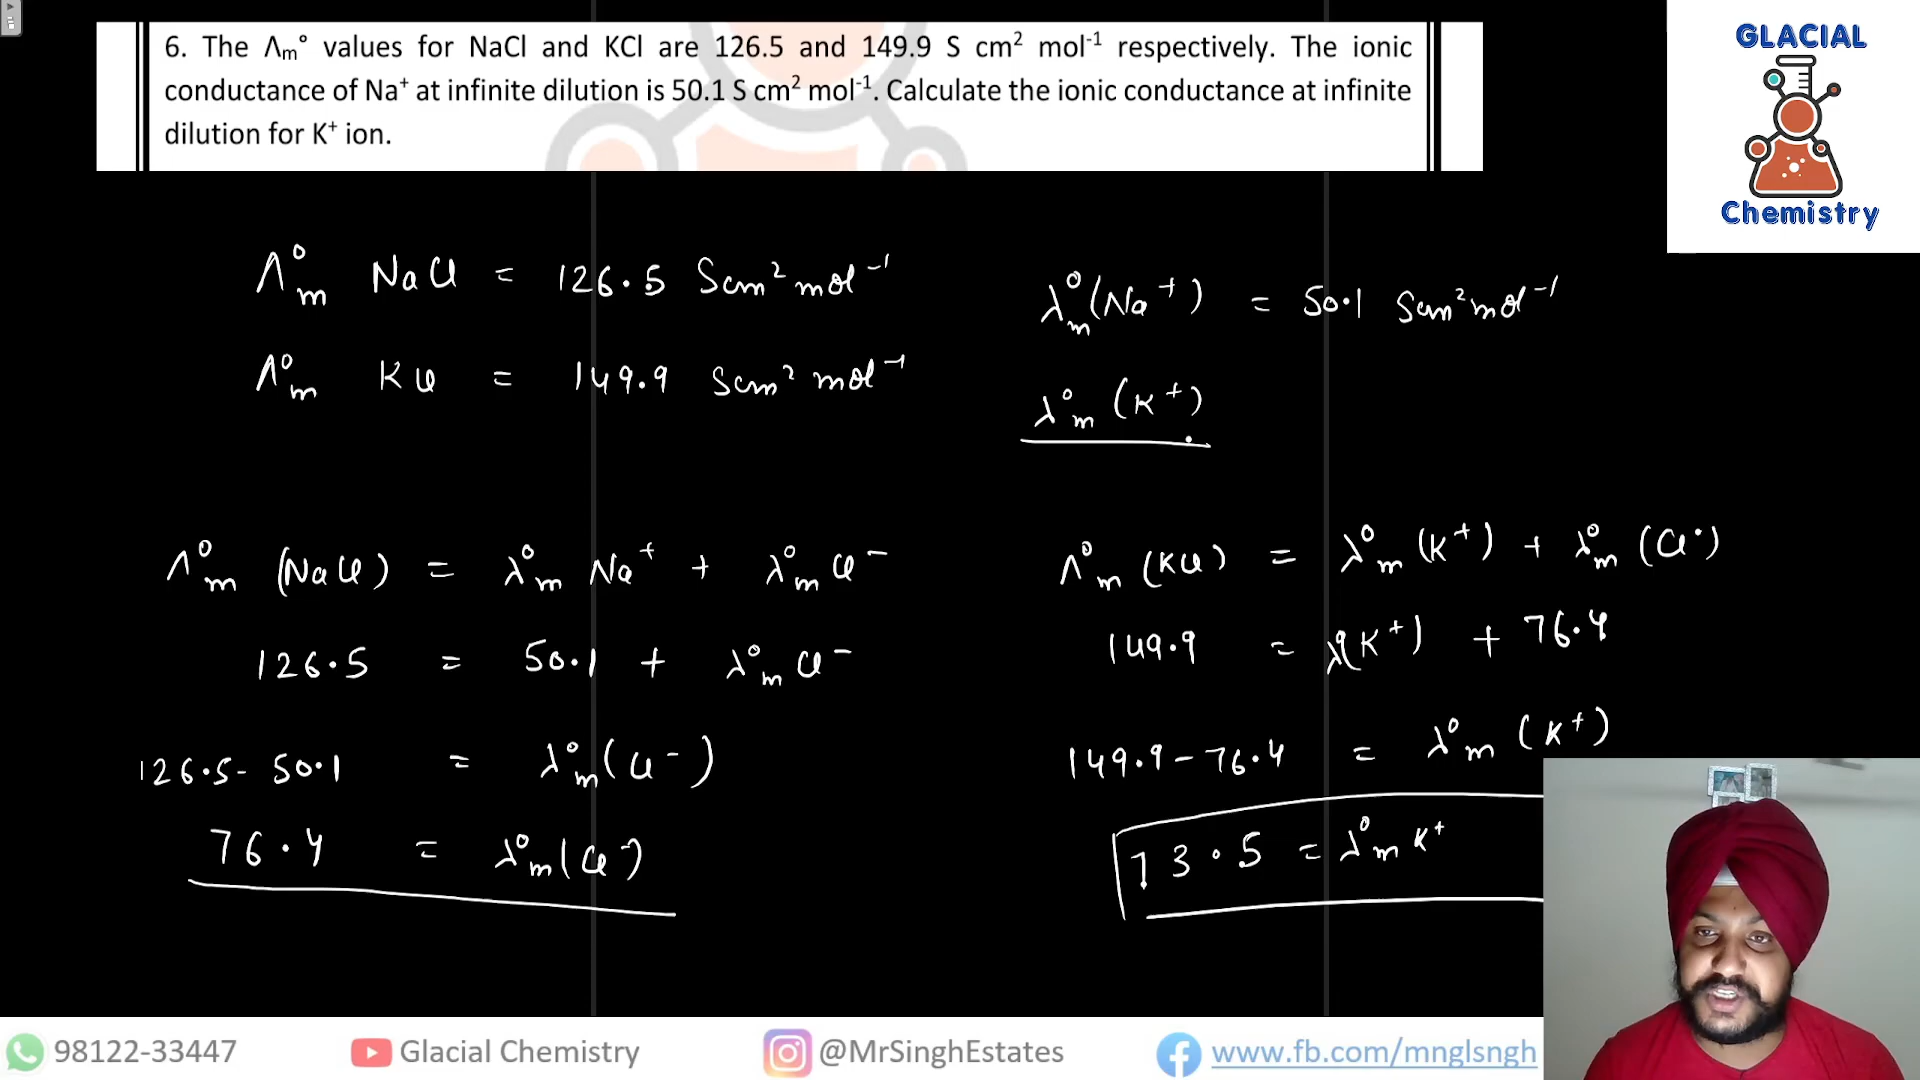 6. The Λm° values for NaCl and KCl are 126.5 and 149.9 S cm² mol⁻¹ respectively. The ionic
conductance of Na⁺ at infinite dilution is 50.1 S cm² mol⁻¹. Calculate the ionic conductance at infinite
dilution for K⁺ ion.
GLACIAL
Chemistry
Λ°m NaCl = 126.5 Scm² mol⁻¹
Λ°m KCl = 149.9 Scm² mol⁻¹
λ°m (Na⁺) = 50.1 Scm² mol⁻¹
λ°m (K⁺)
Λ°m (NaCl) = λ°m Na⁺ + λ°m Cl⁻
126.5 = 50.1 + λ°m Cl⁻
126.5 - 50.1 = λ°m (Cl⁻)
76.4 = λ°m (Cl⁻)
Λ°m (KCl) = λ°m (K⁺) + λ°m (Cl⁻)
149.9 = λ°(K⁺) + 76.4
149.9 - 76.4 = λ°m (K⁺)
73.5 = λ°m K⁺
98122-33447
Glacial Chemistry
@MrSinghEstates
www.fb.com/mnglsngh